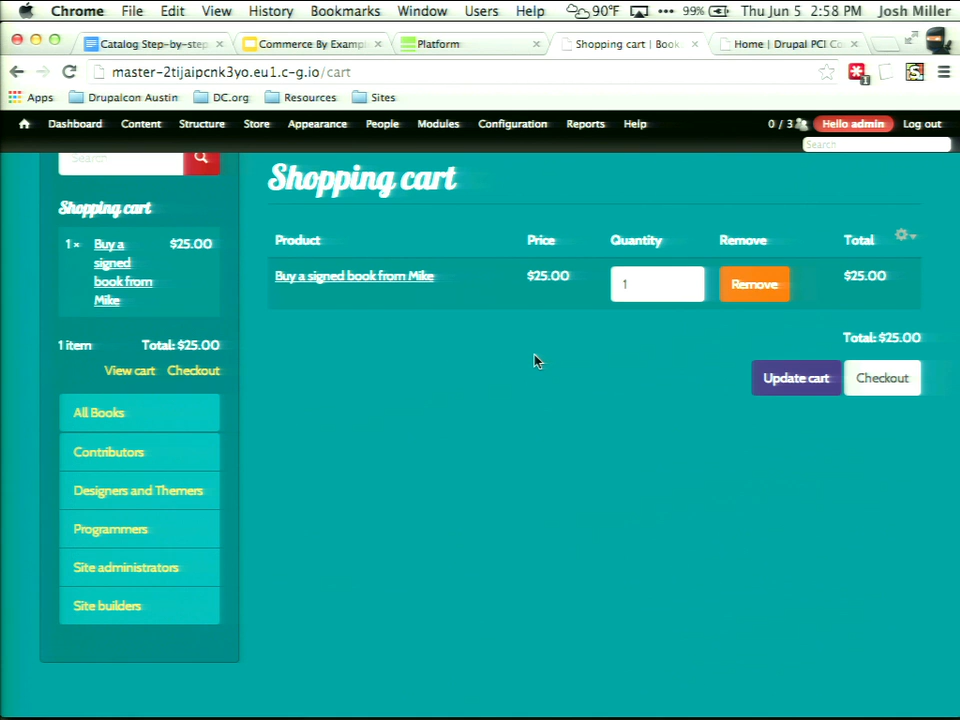 Chrome File Edit View History Bookmarks Window Users Help 90°F 99% Thu Jun 5 2:58 PM Josh Miller
Catalog Step-by-step Commerce By Exampl Platform Shopping cart | Book Home | Drupal PCI Co
master-2tijaipcnk3yo.eu1.c-g.io/cart
1
Apps Drupalcon Austin DC.org Resources Sites
Dashboard Content Structure Store Appearance People Modules Configuration Reports Help 0 / 3 Hello admin Log out
Search
Search
Shopping cart
Shopping cart
1 × Buy a signed book from Mike $25.00
1 item Total: $25.00
View cart Checkout
All Books
Contributors
Designers and Themers
Programmers
Site administrators
Site builders
Product Price Quantity Remove Total
Buy a signed book from Mike $25.00 1 Remove $25.00
Total: $25.00
Update cart Checkout